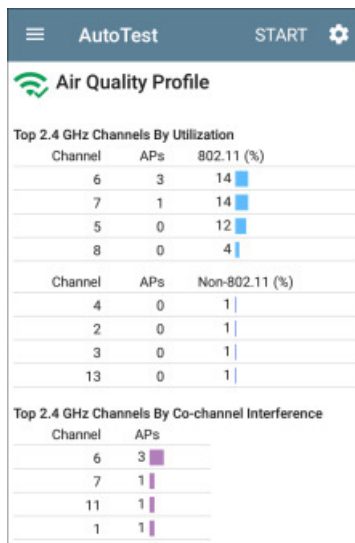 AutoTest START
Air Quality Profile
Top 2.4 GHz Channels By Utilization
Channel APs 802.11 (%)
6 3 14
7 1 14
5 0 12
8 0 4
Channel APs Non-802.11 (%)
4 0 1
2 0 1
3 0 1
13 0 1
Top 2.4 GHz Channels By Co-channel Interference
Channel APs
6 3
7 1
11 1
1 1